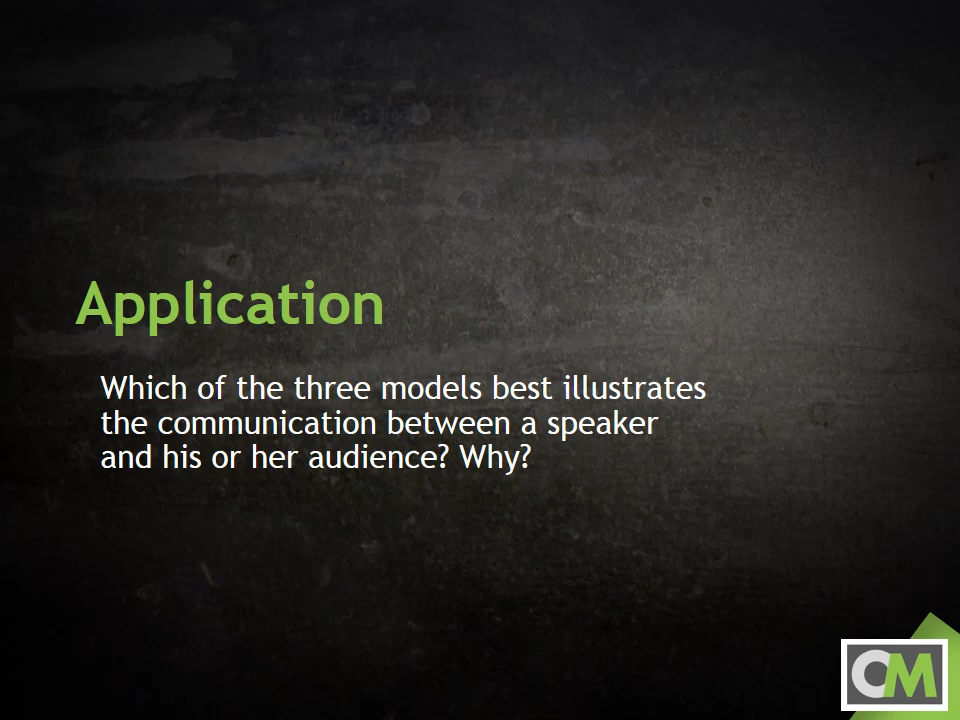 Application
Which of the three models best illustrates
the communication between a speaker
and his or her audience? Why?
CM